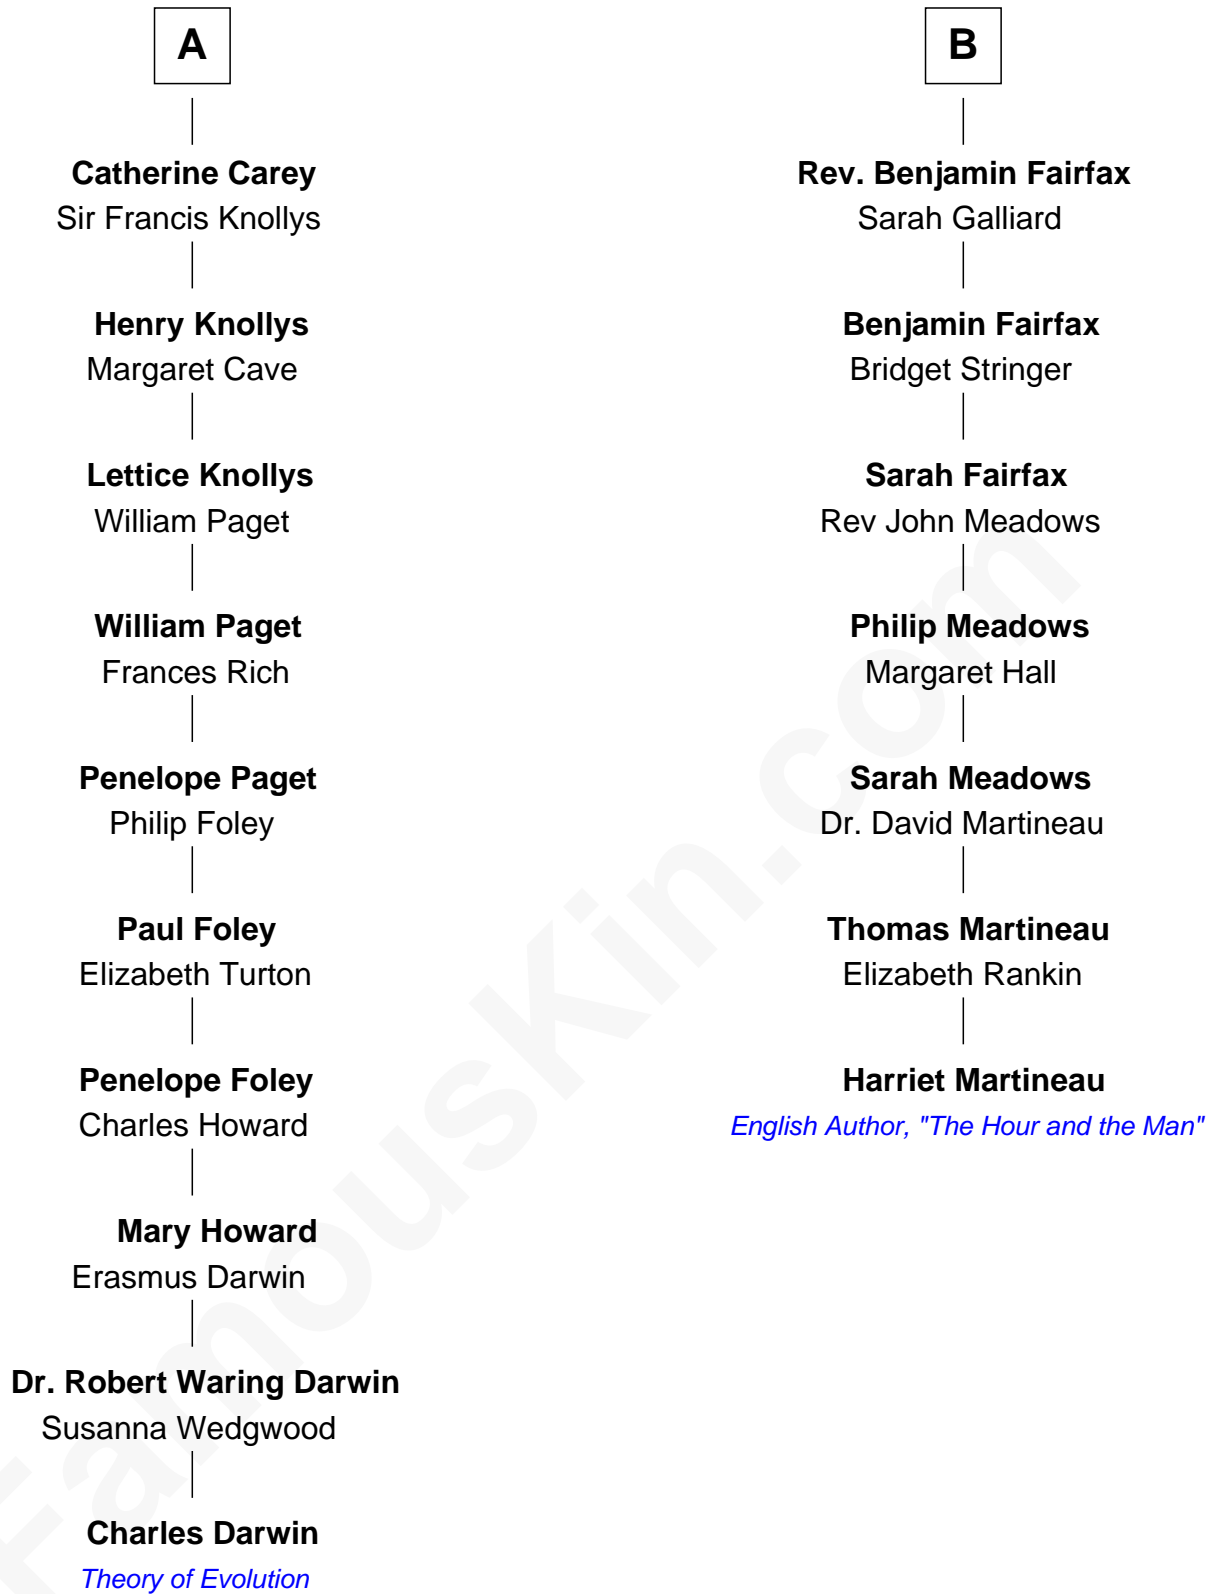 A
Catherine Carey
Sir Francis Knollys
Henry Knollys
Margaret Cave
Lettice Knollys
William Paget
William Paget
Frances Rich
Penelope Paget
Philip Foley
Paul Foley
Elizabeth Turton
Penelope Foley
Charles Howard
Mary Howard
Erasmus Darwin
Dr. Robert Waring Darwin
Susanna Wedgwood
Charles Darwin
Theory of Evolution
B
Rev. Benjamin Fairfax
Sarah Galliard
Benjamin Fairfax
Bridget Stringer
Sarah Fairfax
Rev John Meadows
Philip Meadows
Margaret Hall
Sarah Meadows
Dr. David Martineau
Thomas Martineau
Elizabeth Rankin
Harriet Martineau
English Author, "The Hour and the Man"
FamousKin.com